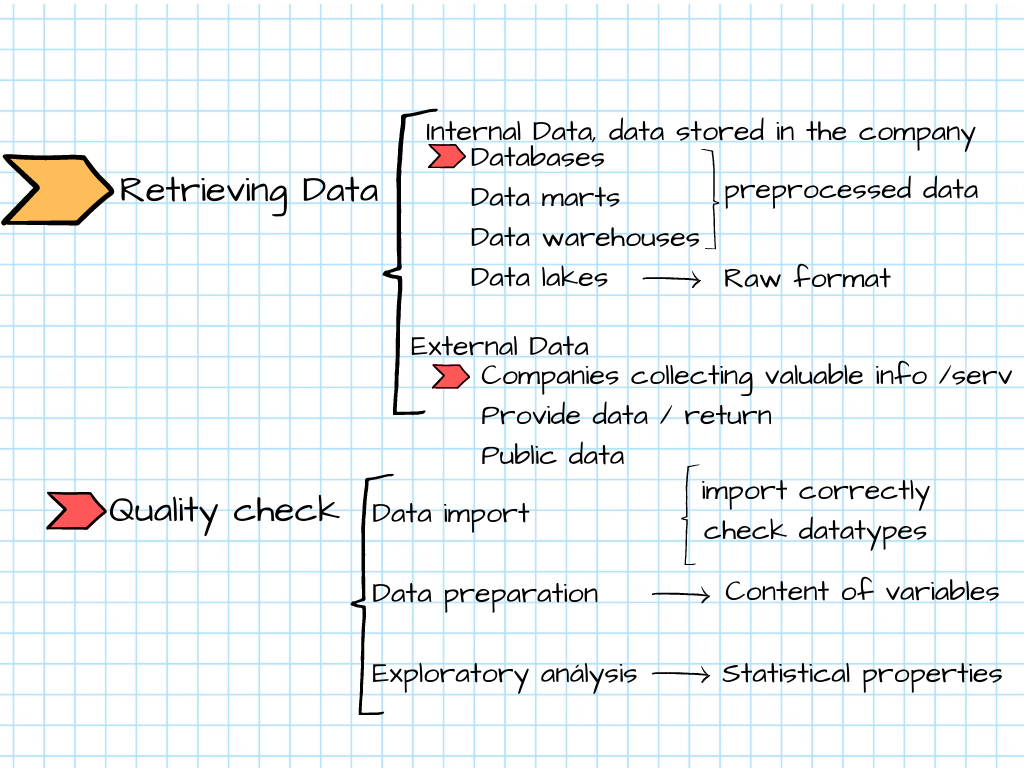 Internal Data, data stored in the company
Databases
Retrieving Data
preprocessed data
Data marts
Data warehouses
Data lakes → Raw format
External Data
Companies collecting valuable info /serv
Provide data / return
Public data
Quality check
Data import
import correctly
check datatypes
Data preparation → Content of variables
Exploratory análysis → Statistical properties